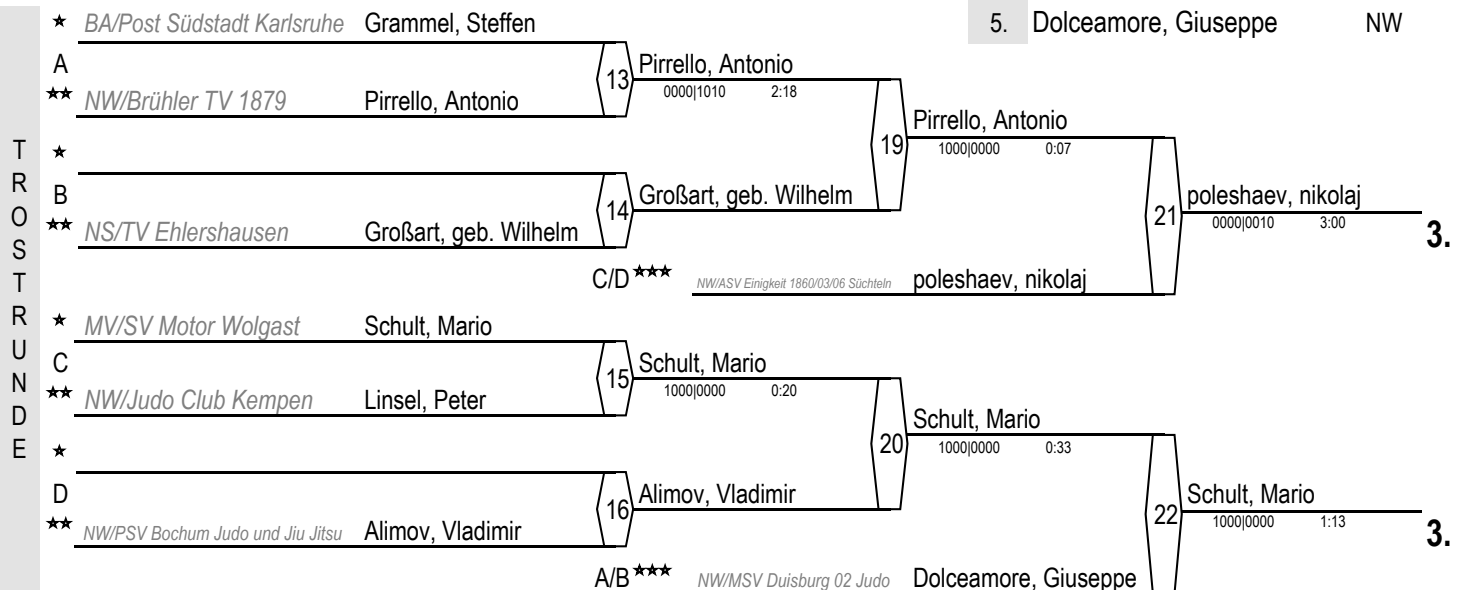 TROSTRUNDE
★ BA/Post Südstadt Karlsruhe Grammel, Steffen
5. Dolceamore, Giuseppe NW
A
13 Pirrello, Antonio
0000|1010 2:18
★★ NW/Brühler TV 1879 Pirrello, Antonio
19 Pirrello, Antonio
1000|0000 0:07
★
B
14 Großart, geb. Wilhelm
★★ NS/TV Ehlershausen Großart, geb. Wilhelm
21 poleshaev, nikolaj
0000|0010 3:00
3.
C/D ★★★ NW/ASV Einigkeit 1860/03/06 Süchteln poleshaev, nikolaj
★ MV/SV Motor Wolgast Schult, Mario
C
15 Schult, Mario
1000|0000 0:20
★★ NW/Judo Club Kempen Linsel, Peter
20 Schult, Mario
1000|0000 0:33
★
D
16 Alimov, Vladimir
★★ NW/PSV Bochum Judo und Jiu Jitsu Alimov, Vladimir
22 Schult, Mario
1000|0000 1:13
3.
A/B ★★★ NW/MSV Duisburg 02 Judo Dolceamore, Giuseppe